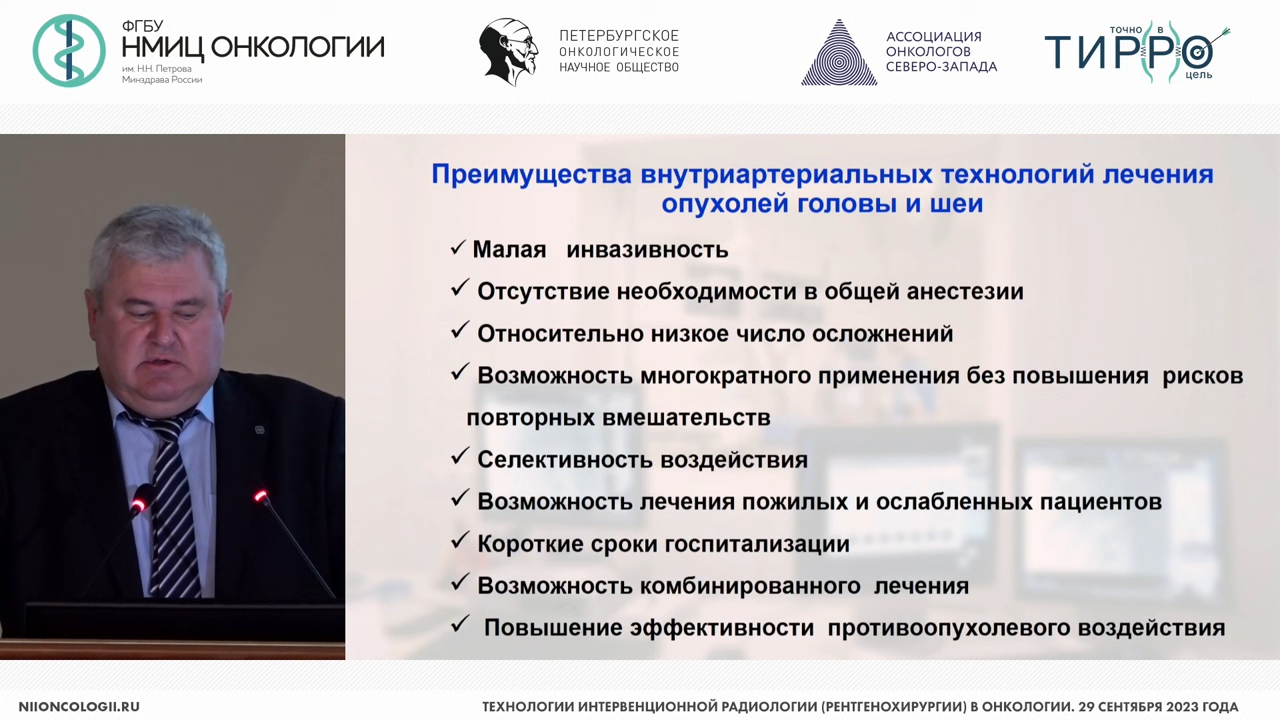 ФГБУ
НМИЦ ОНКОЛОГИИ
им. Н.Н. Петрова
Минздрава России
ПЕТЕРБУРГСКОЕ
ОНКОЛОГИЧЕСКОЕ
НАУЧНОЕ ОБЩЕСТВО
АССОЦИАЦИЯ
ОНКОЛОГОВ
СЕВЕРО-ЗАПАДА
ТОЧНО В
ТИРРО
цель
Преимущества внутриартериальных технологий лечения
опухолей головы и шеи
✓ Малая инвазивность
✓ Отсутствие необходимости в общей анестезии
✓ Относительно низкое число осложнений
✓ Возможность многократного применения без повышения рисков
повторных вмешательств
✓ Селективность воздействия
✓ Возможность лечения пожилых и ослабленных пациентов
✓ Короткие сроки госпитализации
✓ Возможность комбинированного лечения
✓ Повышение эффективности противоопухолевого воздействия
NIIONCOLOGII.RU
ТЕХНОЛОГИИ ИНТЕРВЕНЦИОННОЙ РАДИОЛОГИИ (РЕНТГЕНОХИРУРГИИ) В ОНКОЛОГИИ. 29 СЕНТЯБРЯ 2023 ГОДА